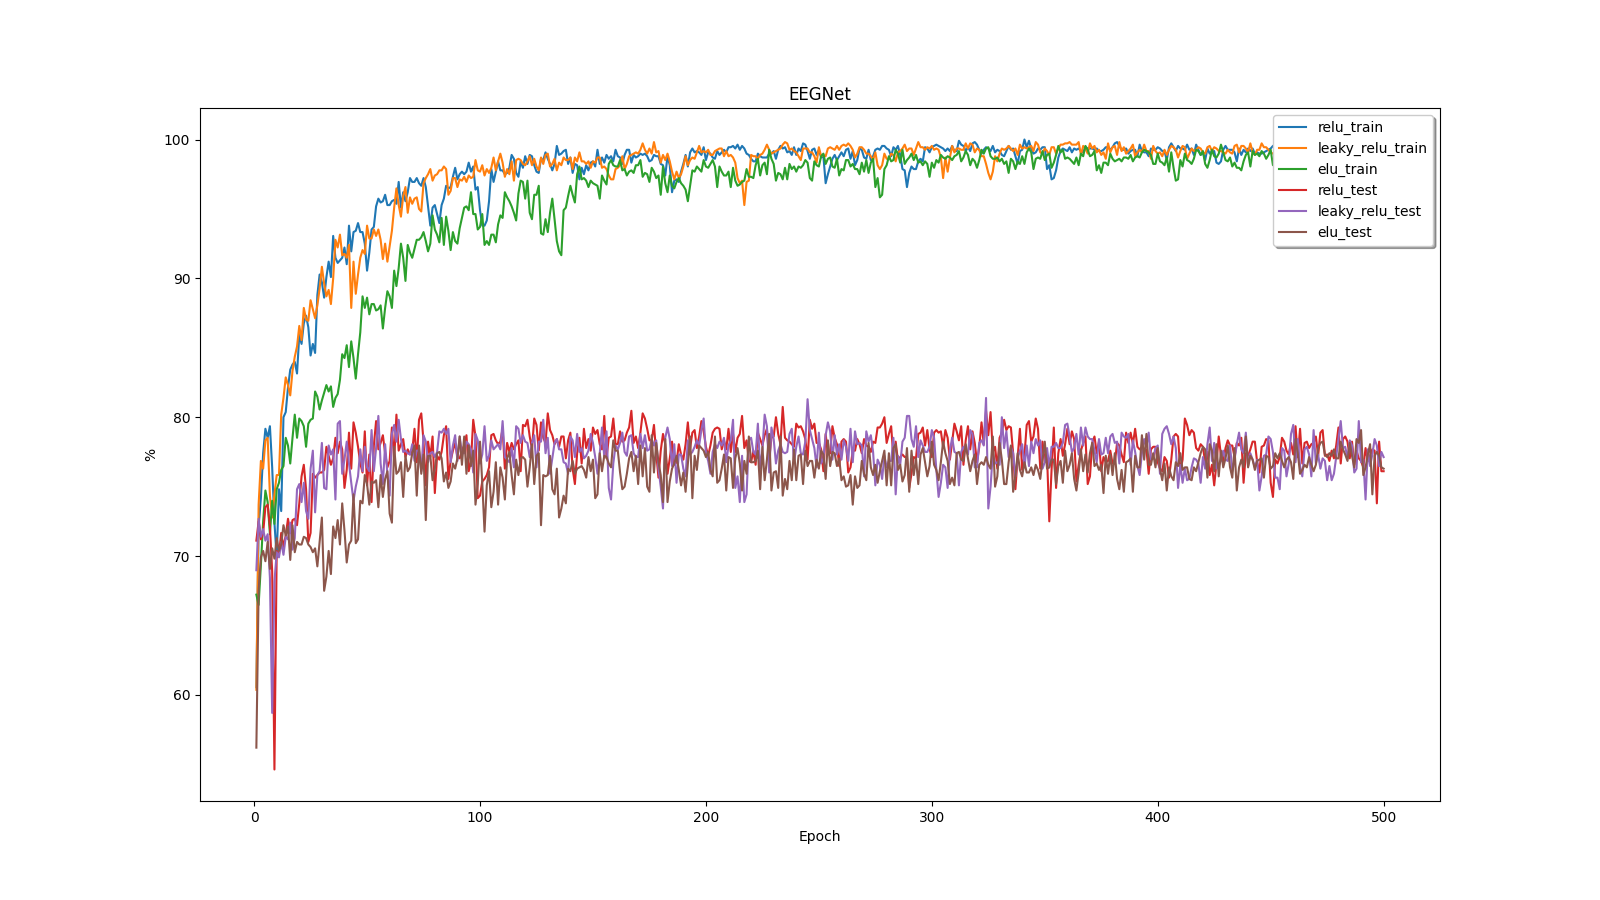 EEGNet
100
90
80
70
60
%
0 100 200 300 400 500
Epoch
relu_train
leaky_relu_train
elu_train
relu_test
leaky_relu_test
elu_test